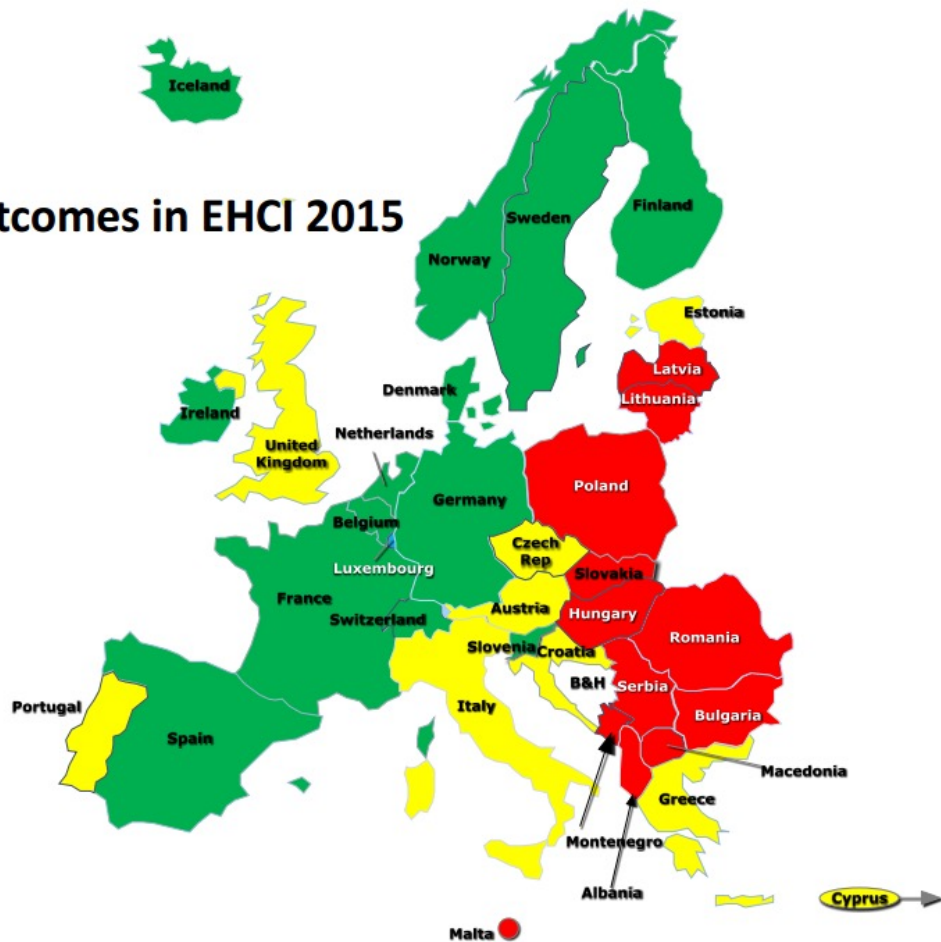 Iceland
tcomes in EHCI 2015
Sweden
Finland
Norway
Estonia
Latvia
Lithuania
Denmark
Ireland
Netherlands
United
Kingdom
Poland
Germany
Belgium
Czech
Rep
Luxembourg
Slovakia
France
Austria
Hungary
Switzerland
Romania
Slovenia
Croatia
B&H
Serbia
Portugal
Italy
Bulgaria
Spain
Macedonia
Greece
Montenegro
Albania
Cyprus
Malta